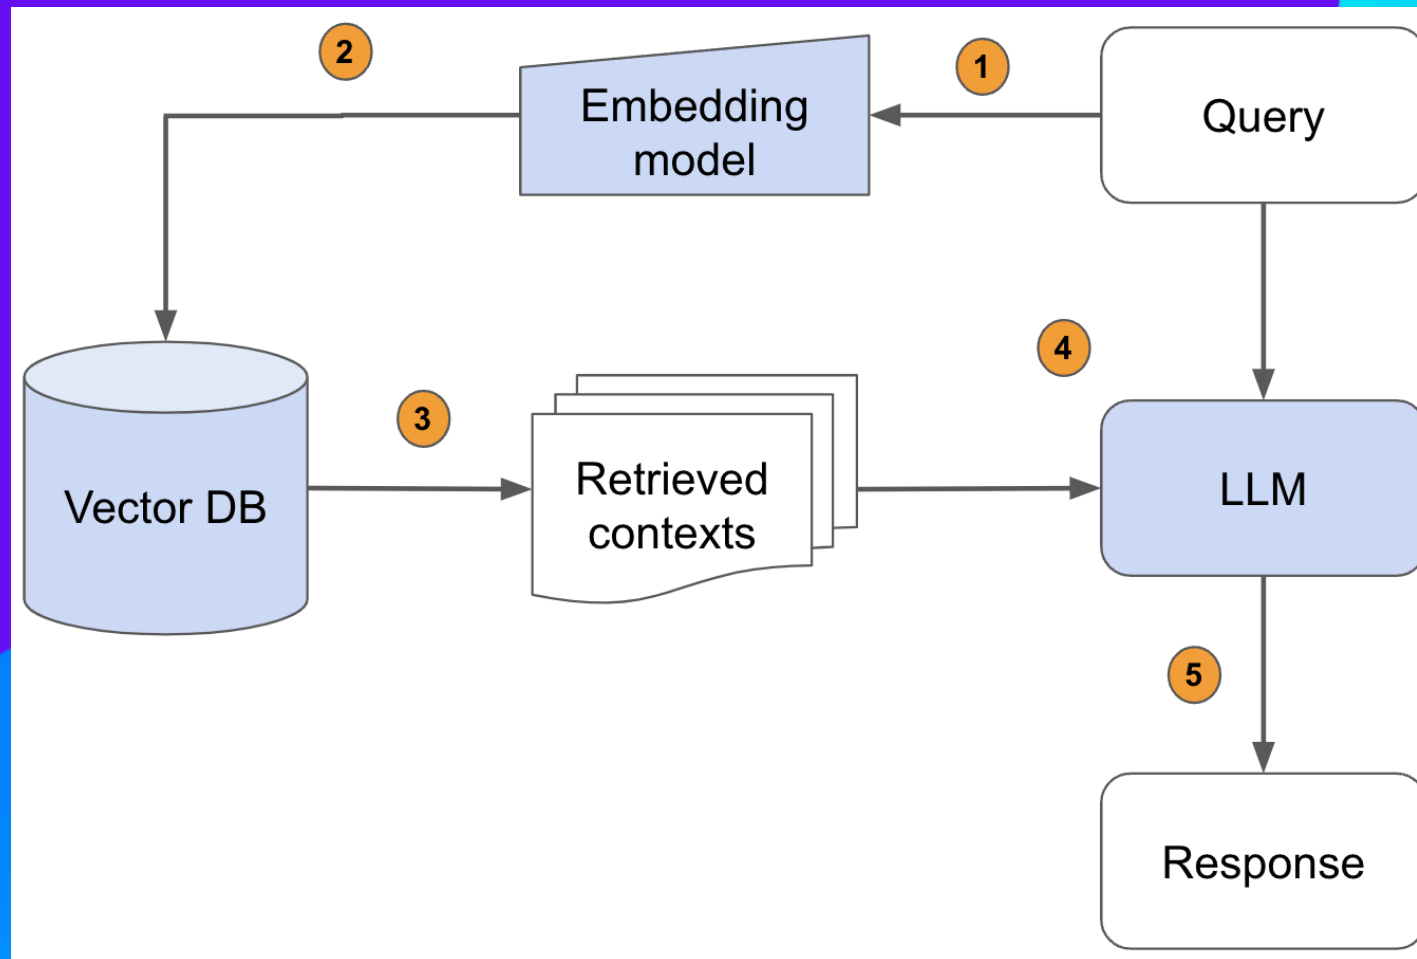 2
1
Embedding
model
Query
4
3
Retrieved
contexts
Vector DB
LLM
5
Response